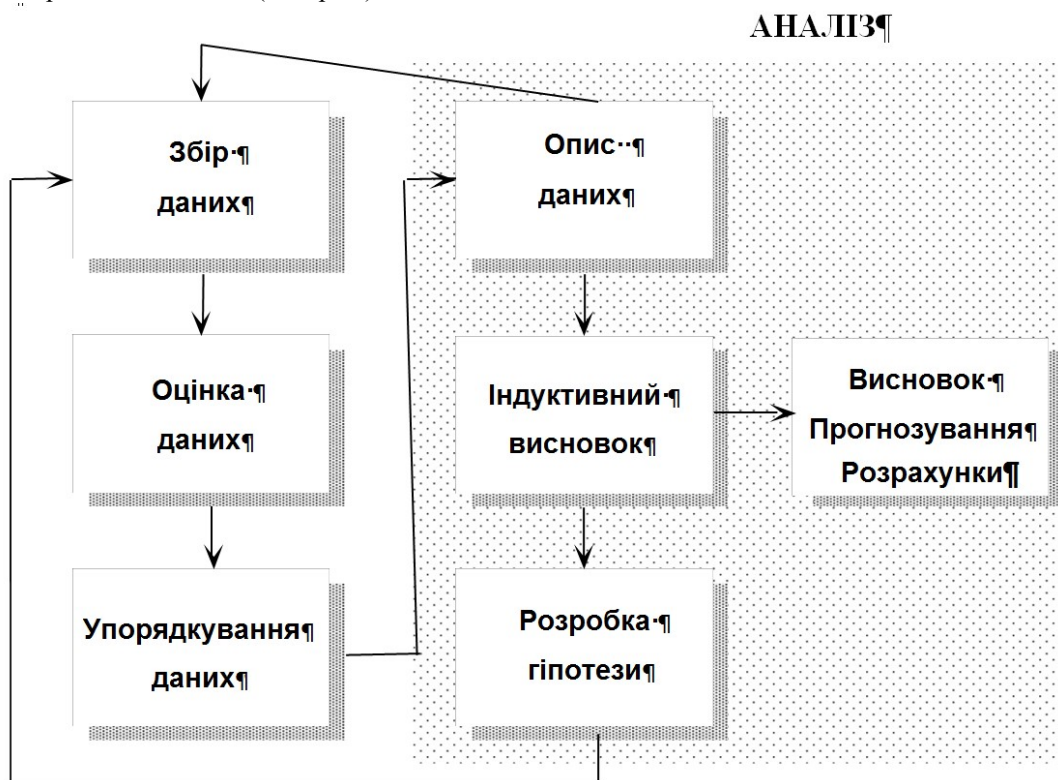 АНАЛІЗ¶
Збір·¶
даних¶
Опис··¶
даних¶
Оцінка·¶
даних¶
Індуктивний·¶
висновок¶
Висновок·¶
Прогнозування¶
Розрахунки¶
Упорядкування¶
даних¶
Розробка·¶
гіпотези¶